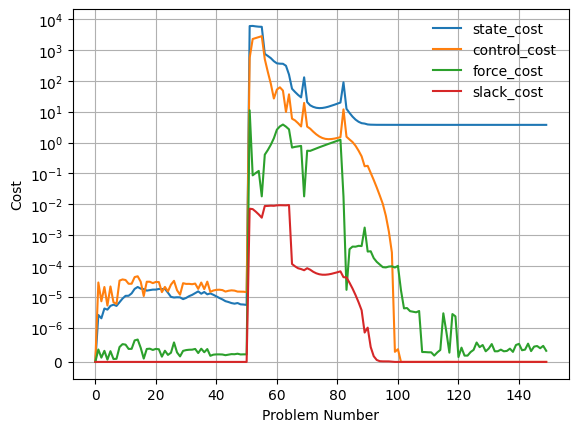 10⁴
10³
10²
10¹
10⁰
10⁻¹
10⁻²
10⁻³
10⁻⁴
10⁻⁵
10⁻⁶
0
Cost
state_cost
control_cost
force_cost
slack_cost
0 20 40 60 80 100 120 140
Problem Number